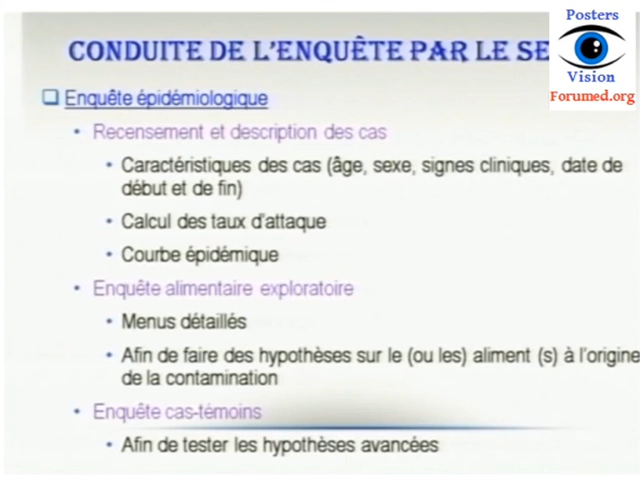 Posters
Vision
Forumed.org
CONDUITE DE L'ENQUÊTE PAR LE SE
Enquête épidémiologique
• Recensement et description des cas
• Caractéristiques des cas (âge, sexe, signes cliniques, date de
début et de fin)
• Calcul des taux d'attaque
• Courbe épidémique
• Enquête alimentaire exploratoire
• Menus détaillés
• Afin de faire des hypothèses sur le (ou les) aliment (s) à l'origine
de la contamination
• Enquête cas-témoins
• Afin de tester les hypothèses avancées